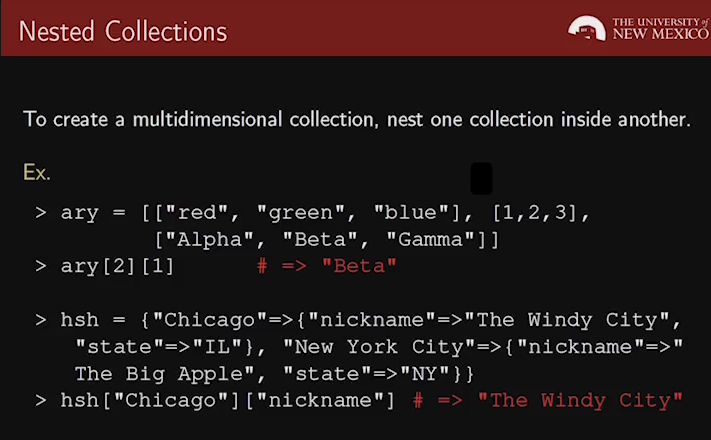 Nested Collections
THE UNIVERSITY of
NEW MEXICO
To create a multidimensional collection, nest one collection inside another.
Ex.
> ary = [["red", "green", "blue"], [1,2,3],
["Alpha", "Beta", "Gamma"]]
> ary[2][1] # => "Beta"
> hsh = {"Chicago"=>{"nickname"=>"The Windy City",
"state"=>"IL"}, "New York City"=>{"nickname"=>"
The Big Apple", "state"=>"NY"}}
> hsh["Chicago"]["nickname"] # => "The Windy City"